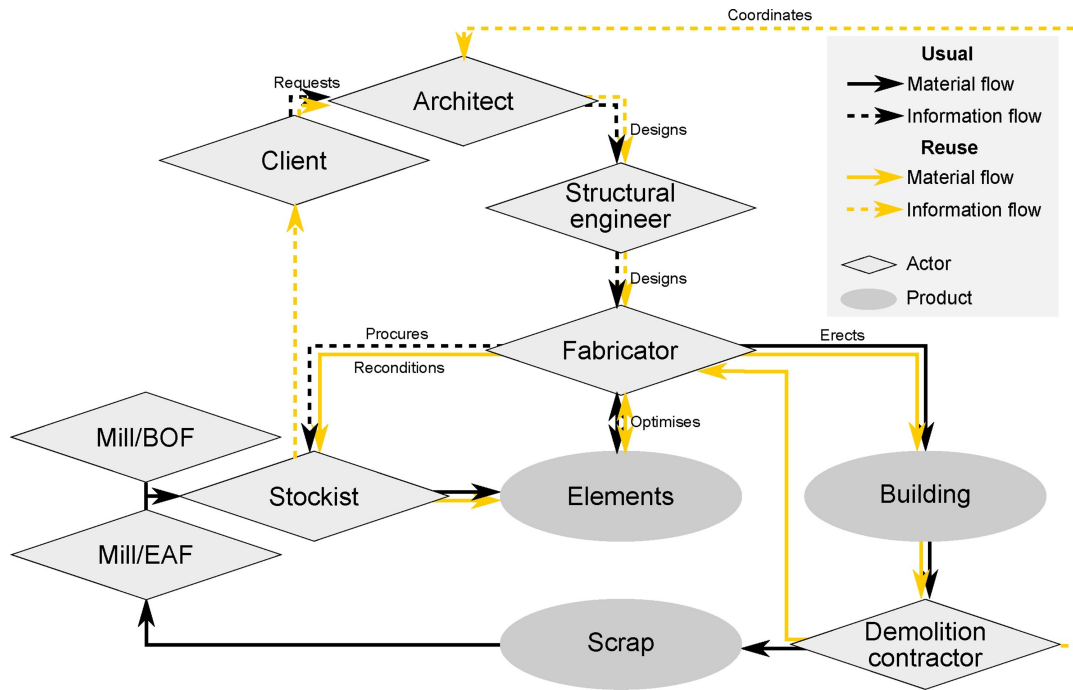 Coordinates
Usual
Material flow
Information flow
Reuse
Material flow
Information flow
Actor
Product
Requests
Architect
Designs
Client
Structural
engineer
Designs
Procures
Reconditions
Fabricator
Erects
Optimises
Mill/BOF
Stockist
Elements
Building
Mill/EAF
Scrap
Demolition
contractor